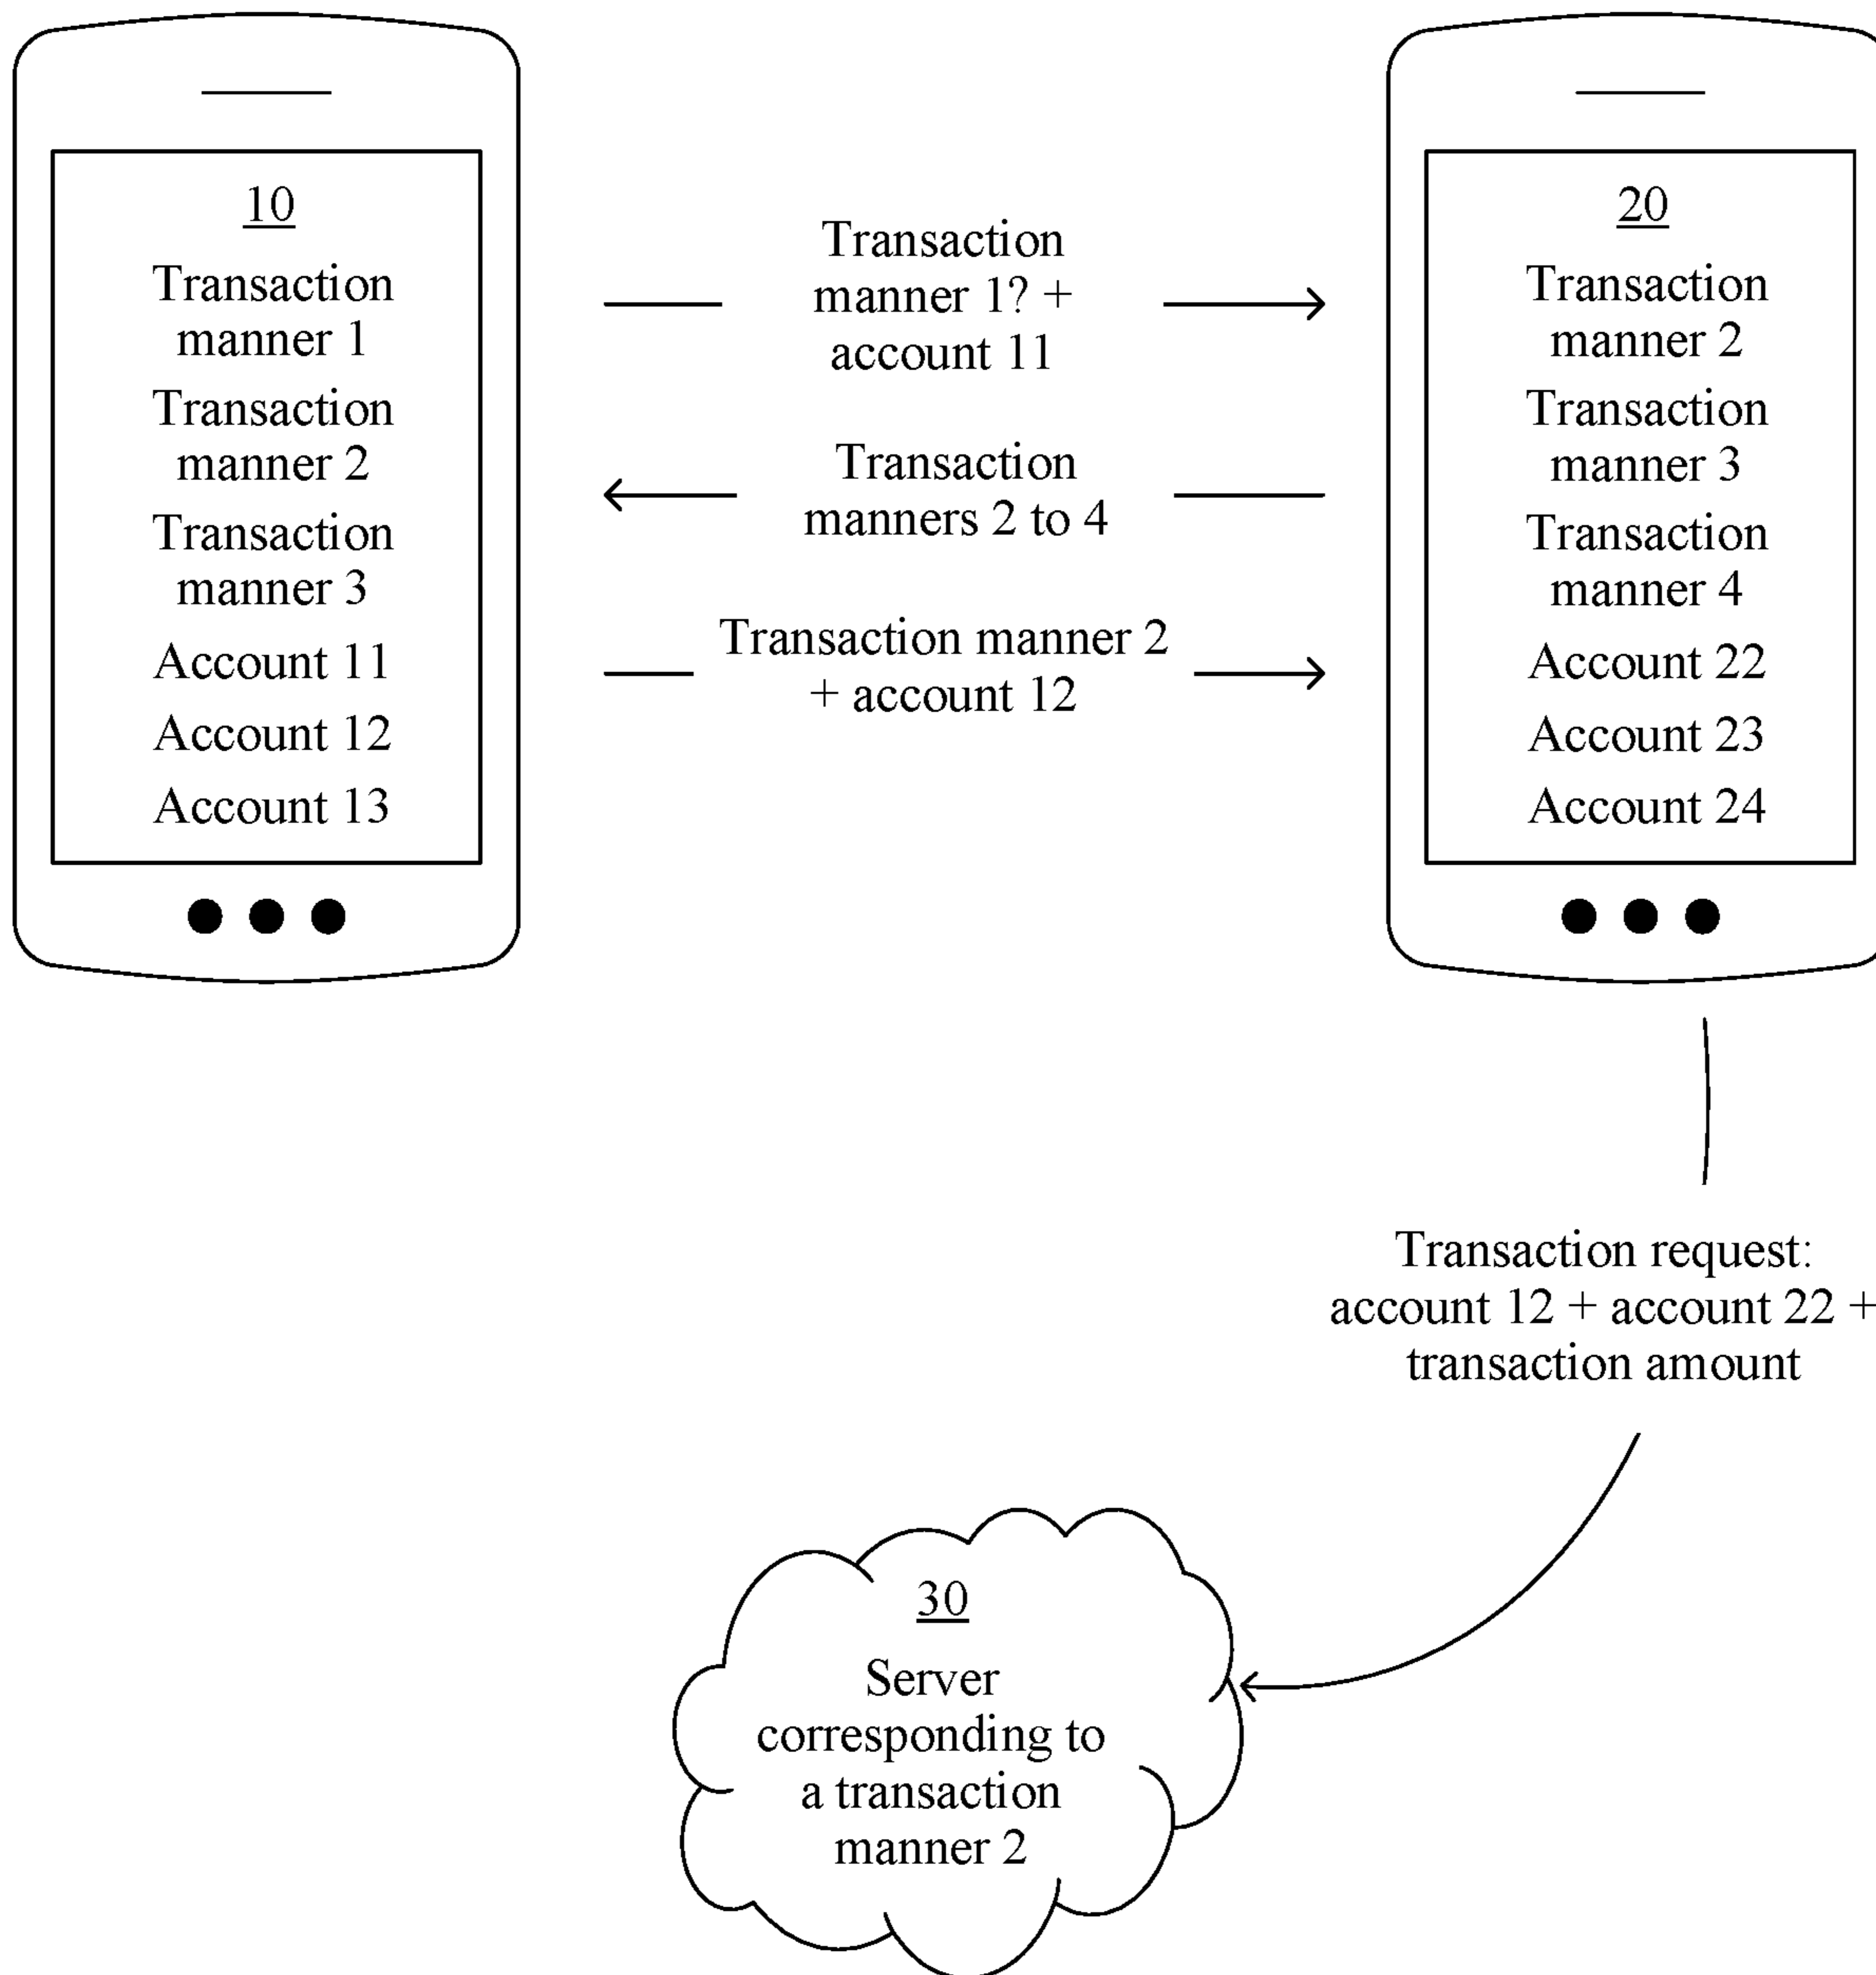 10
Transaction
manner 1
Transaction
manner 2
Transaction
manner 3
Account 11
Account 12
Account 13
Transaction
manner 1? +
account 11
Transaction
manners 2 to 4
Transaction manner 2
+ account 12
20
Transaction
manner 2
Transaction
manner 3
Transaction
manner 4
Account 22
Account 23
Account 24
Transaction request:
account 12 + account 22 +
transaction amount
30
Server
corresponding to
a transaction
manner 2